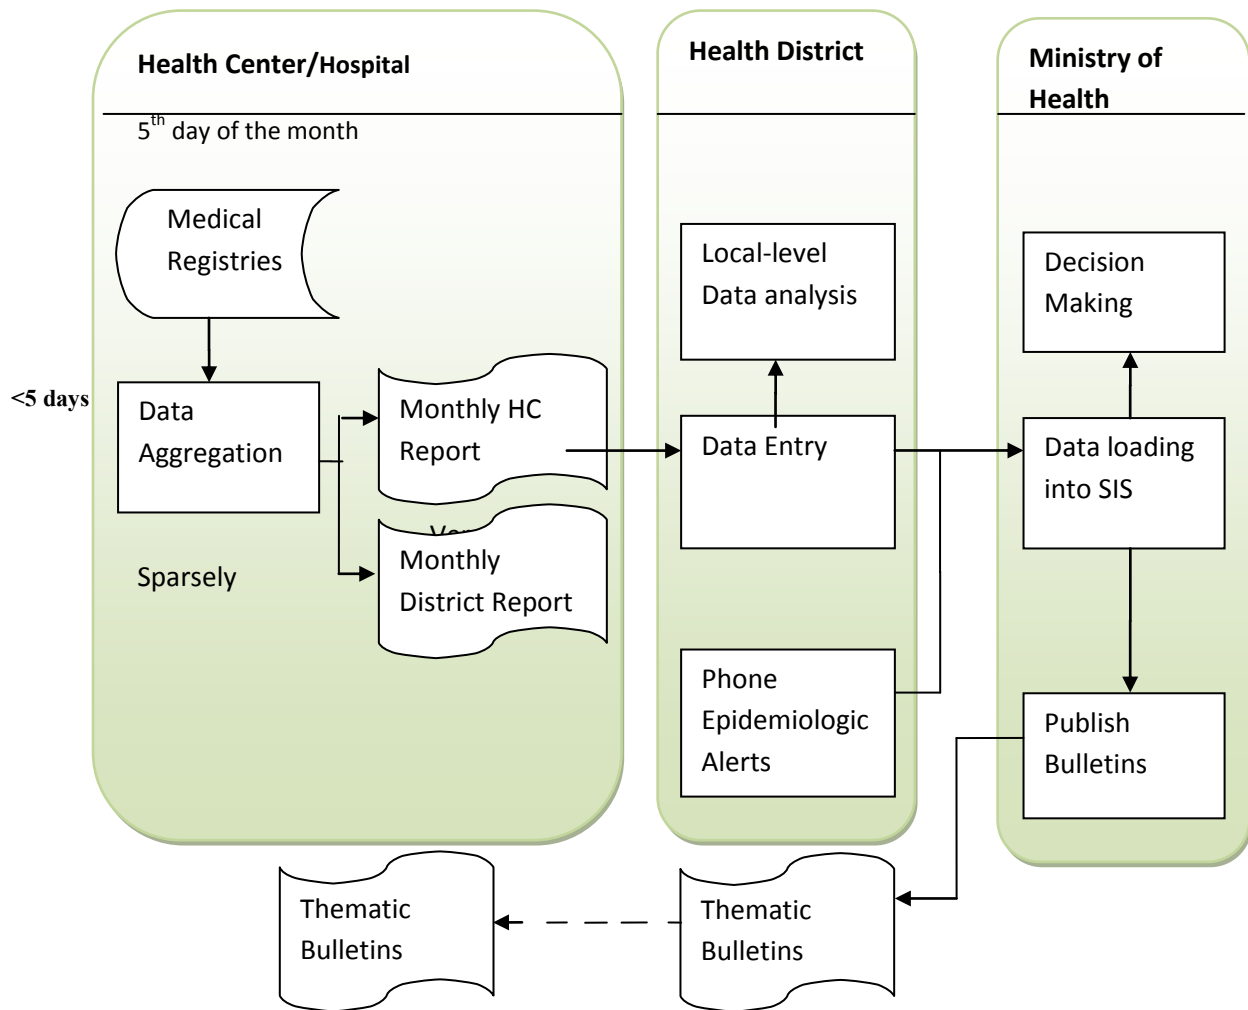 Health Center/Hospital
5th day of the month
Medical
Registries
<5 days
Data
Aggregation
Monthly HC
Report
Monthly
District Report
Sparsely
Health District
Local-level
Data analysis
Data Entry
Phone
Epidemiologic
Alerts
Ministry of
Health
Decision
Making
Data loading
into SIS
Publish
Bulletins
Thematic
Bulletins
Thematic
Bulletins